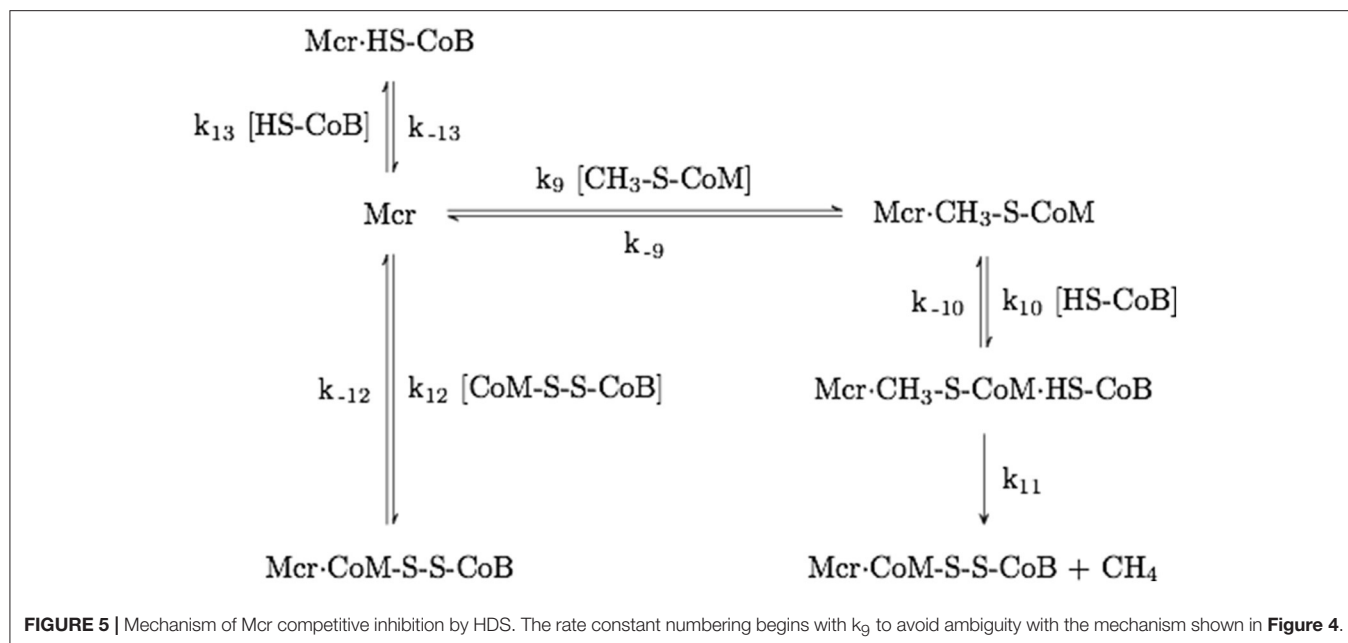 Mcr·HS-CoB
k₁₃ [HS-CoB] k₋₁₃
k₉ [CH₃-S-CoM]
Mcr Mcr·CH₃-S-CoM
k₋₉
k₋₁₀ k₁₀ [HS-CoB]
k₋₁₂ k₁₂ [CoM-S-S-CoB] Mcr·CH₃-S-CoM·HS-CoB
k₁₁
Mcr·CoM-S-S-CoB Mcr·CoM-S-S-CoB + CH₄
FIGURE 5 | Mechanism of Mcr competitive inhibition by HDS. The rate constant numbering begins with k₉ to avoid ambiguity with the mechanism shown in Figure 4.